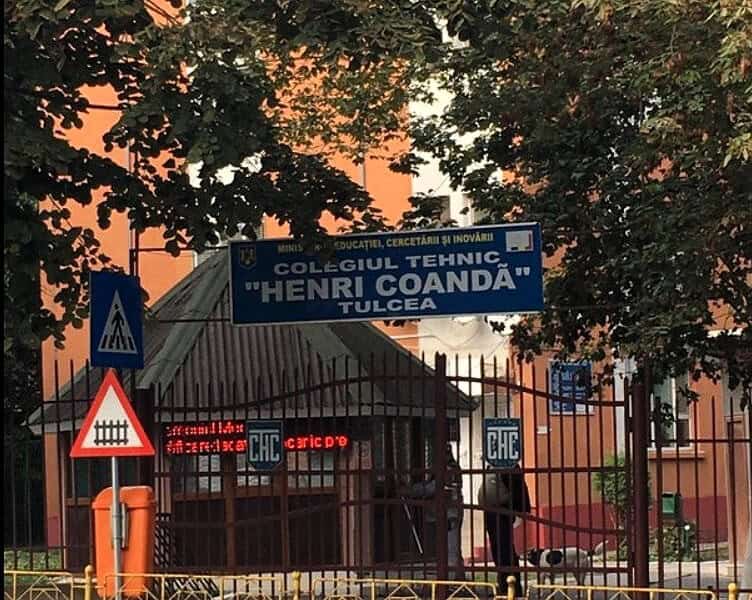 EDUCAȚIEI, CERCETĂRII ȘI INOVĂRII
COLEGIUL TEHNIC
"HENRI COANDĂ"
TULCEA
CHC
CHC